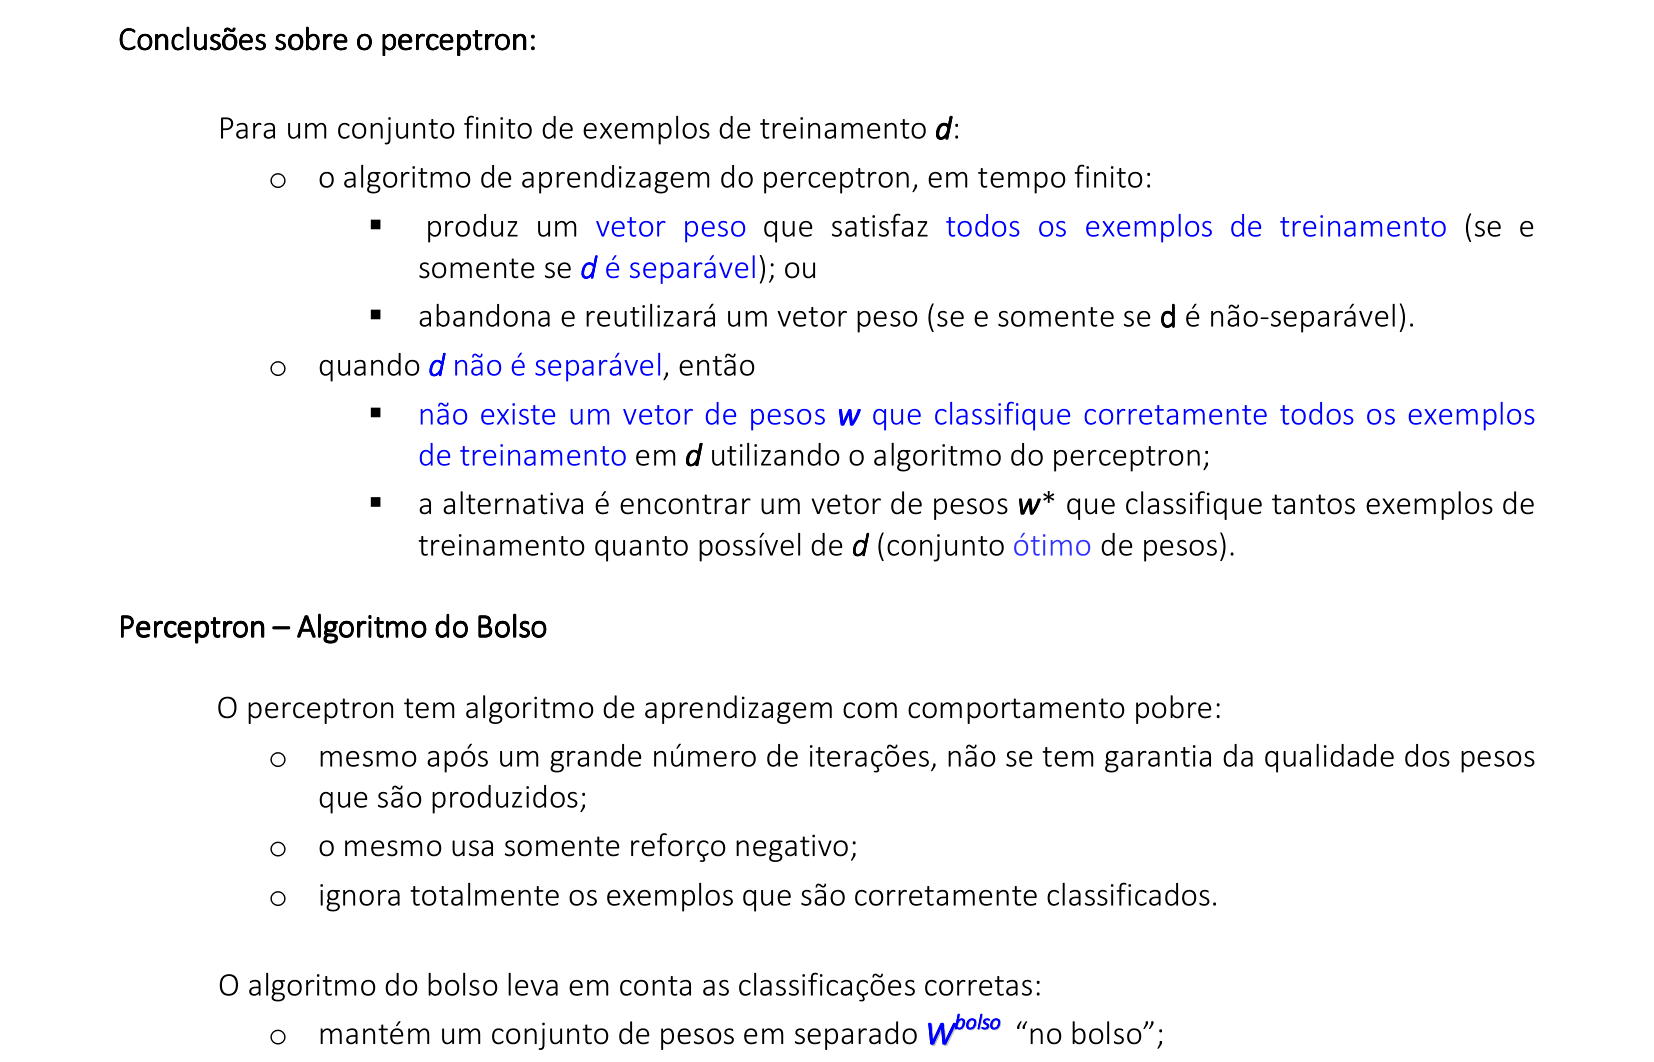 Conclusões sobre o perceptron:
Para um conjunto finito de exemplos de treinamento d:
o o algoritmo de aprendizagem do perceptron, em tempo finito:
▪ produz um vetor peso que satisfaz todos os exemplos de treinamento (se e
somente se d é separável); ou
▪ abandona e reutilizará um vetor peso (se e somente se d é não-separável).
o quando d não é separável, então
▪ não existe um vetor de pesos w que classifique corretamente todos os exemplos
de treinamento em d utilizando o algoritmo do perceptron;
▪ a alternativa é encontrar um vetor de pesos w* que classifique tantos exemplos de
treinamento quanto possível de d (conjunto ótimo de pesos).
Perceptron – Algoritmo do Bolso
O perceptron tem algoritmo de aprendizagem com comportamento pobre:
o mesmo após um grande número de iterações, não se tem garantia da qualidade dos pesos
que são produzidos;
o o mesmo usa somente reforço negativo;
o ignora totalmente os exemplos que são corretamente classificados.
O algoritmo do bolso leva em conta as classificações corretas:
o mantém um conjunto de pesos em separado W^bolso “no bolso”;